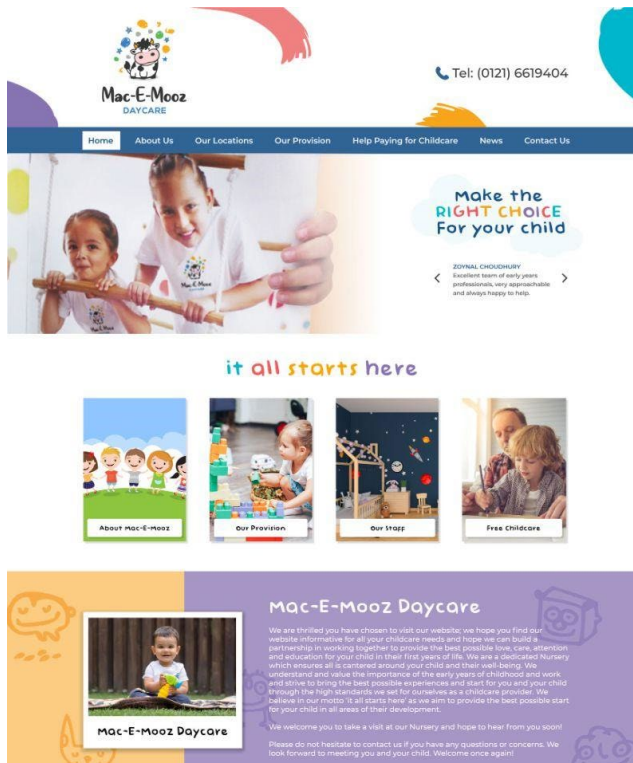 Mac-E-Mooz
DAYCARE
Tel: (0121) 6619404
Home About Us Our Locations Our Provision Help Paying for Childcare News Contact Us
Make the
RIGHT CHOICE
For your child
ZOYNAL CHOUDHURY
Excellent team of early years
professionals, very approachable
and always happy to help.
Mac-E-Mooz
it all starts here
About Mac-E-Mooz
Our Provision
Our Staff
Free Childcare
Mac-E-Mooz Daycare
We are thrilled you have chosen to visit our website; we hope you find our
website informative for all your childcare needs and hope we can build a
partnership in working together to provide the best possible love, care, attention
and education for your child in their first years of life. We are a dedicated Nursery
which ensures all is cantered around your child and their well-being. We
understand and value the importance of the early years of childhood and work
and strive to bring the best possible experiences and start for you and your child
through the high standards we set for ourselves as a childcare provider. We
believe in our motto 'it all starts here' as we aim to provide the best possible start
for your child in all areas of their development.
We welcome you to take a visit at our Nursery and hope to hear from you soon!
Please do not hesitate to contact us if you have any questions or concerns. We
look forward to meeting you and your child. Welcome once again!
Mac-E-Mooz Daycare